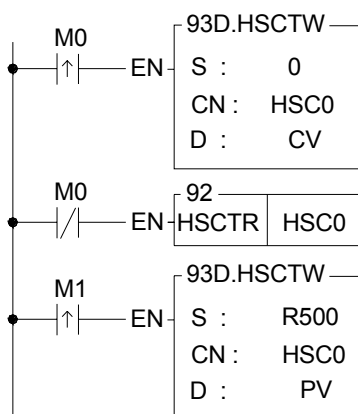 93D.HSCTW
M0
↑
EN
S : 0
CN : HSC0
D : CV
M0
92
EN
HSCTR HSC0
93D.HSCTW
M1
↑
EN
S : R500
CN : HSC0
D : PV